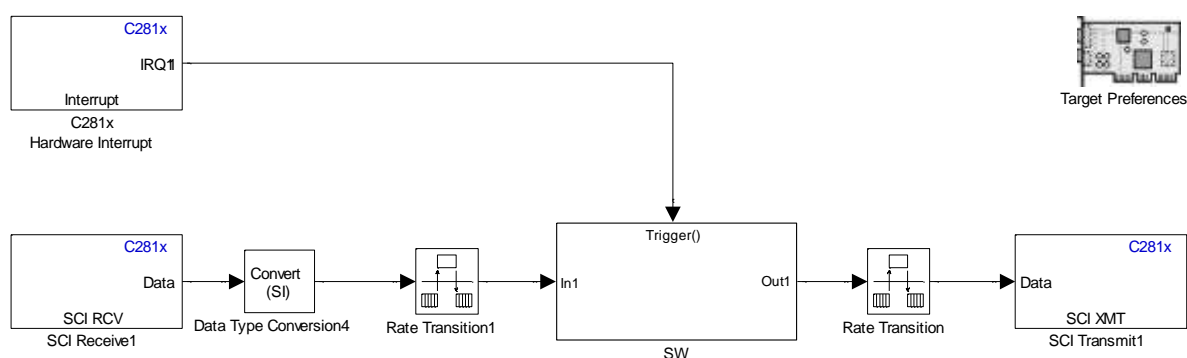 C281x
IRQ1
Interrupt
C281x
Hardware Interrupt
Target Preferences
C281x
Data
SCI RCV
SCI Receive1
Convert
(SI)
Data Type Conversion4
Rate Transition1
Trigger()
In1
Out1
SW
Rate Transition
C281x
Data
SCI XMT
SCI Transmit1